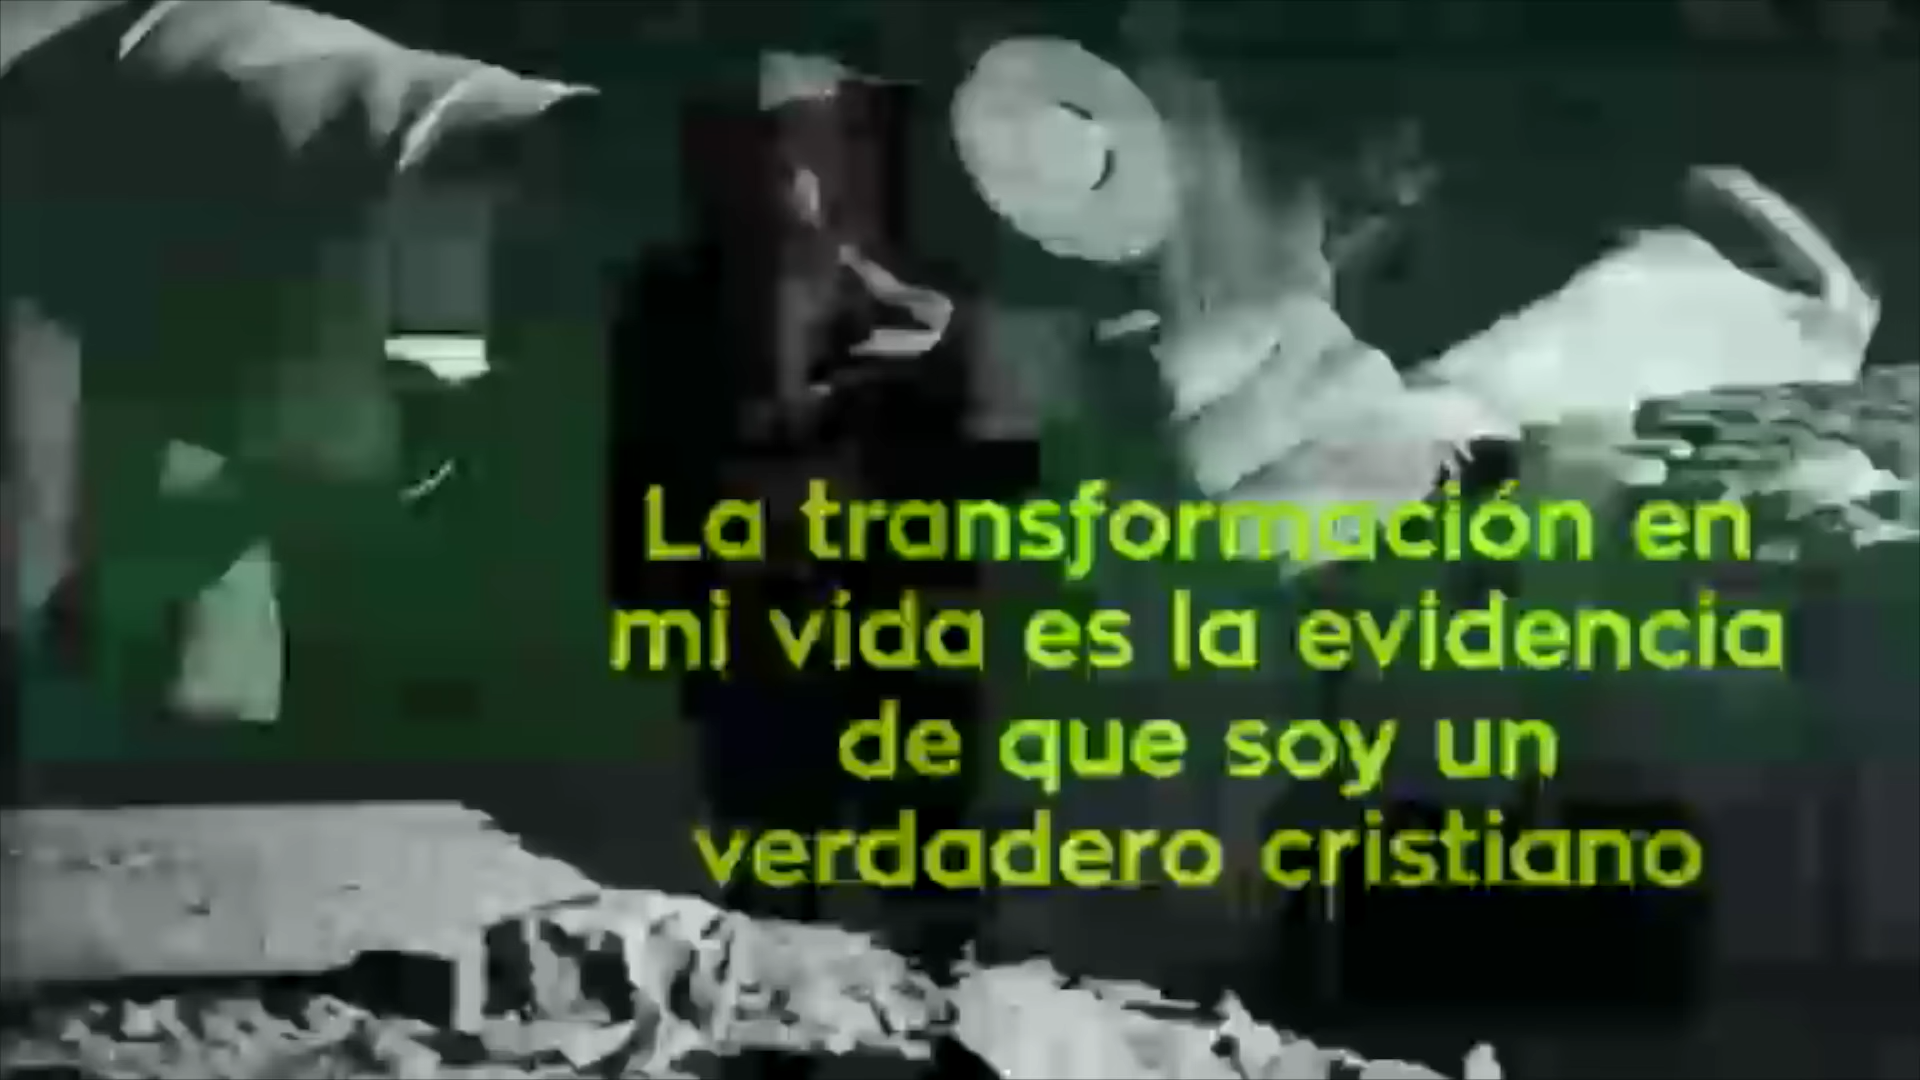 La transformación en
mi vida es la evidencia
de que soy un
verdadero cristiano